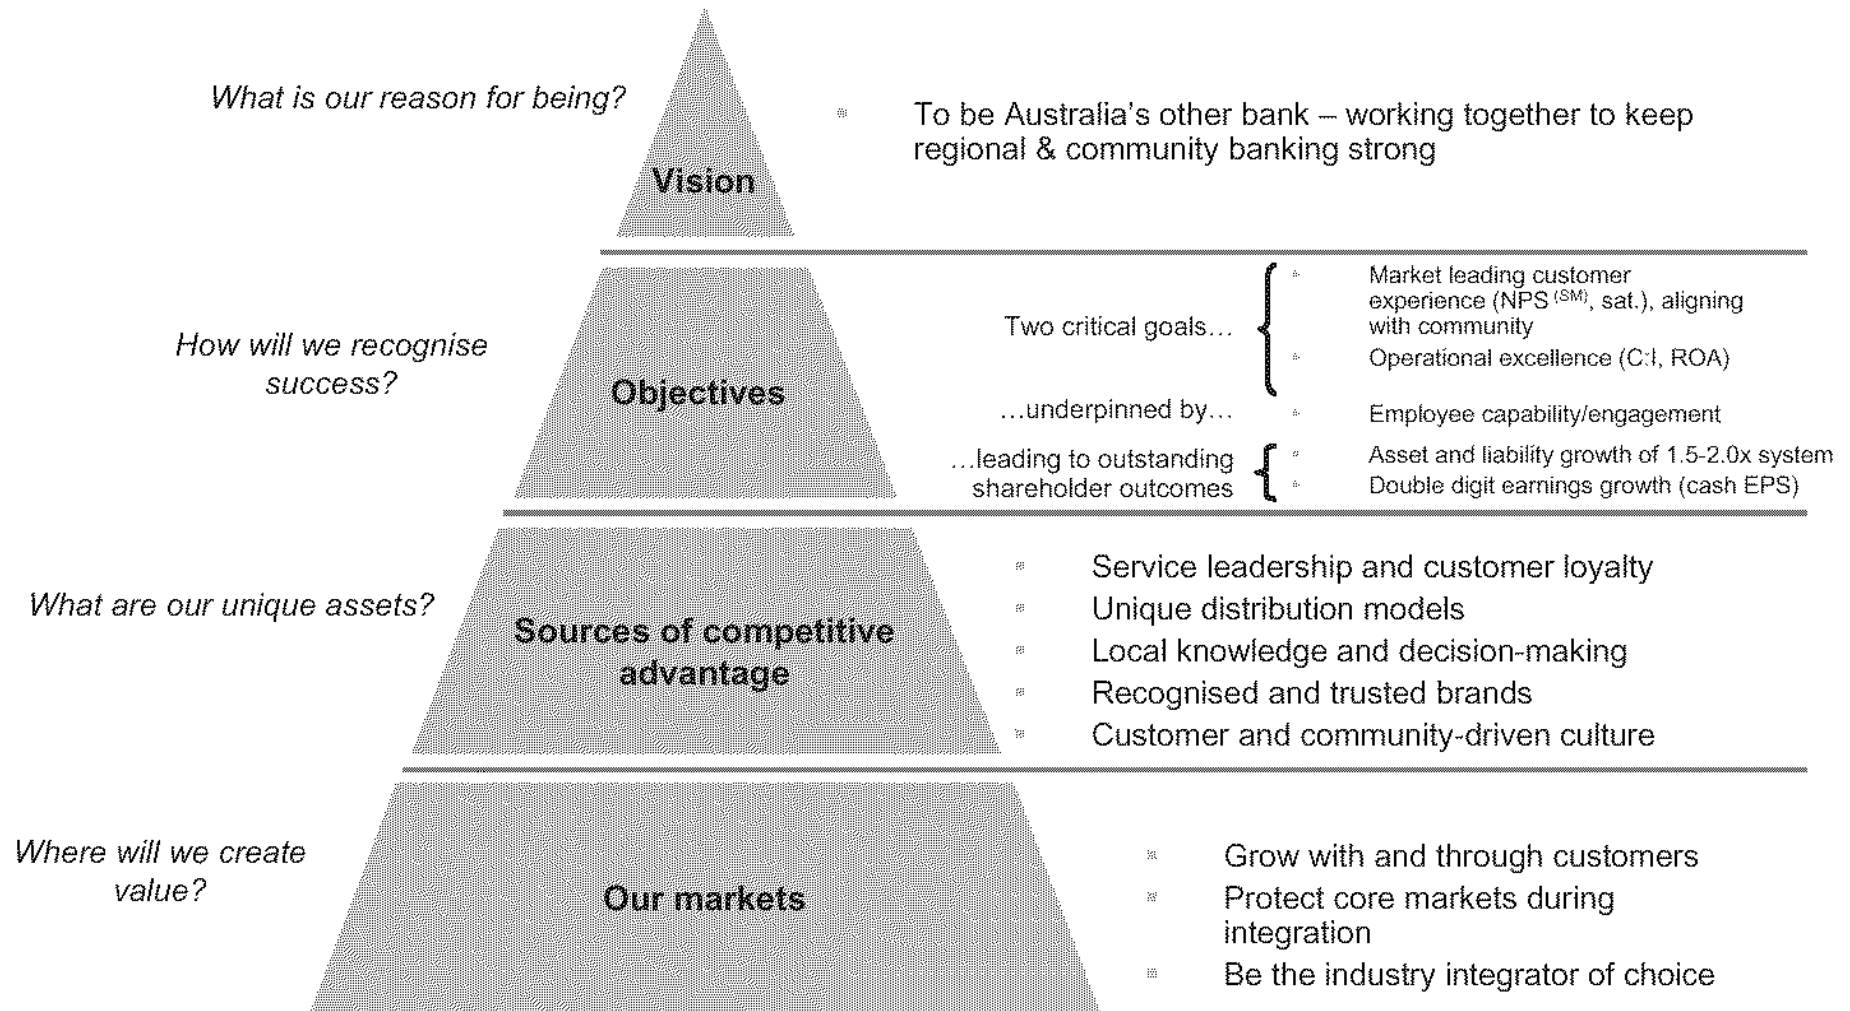 What is our reason for being?
Vision
To be Australia's other bank – working together to keep
regional & community banking strong
How will we recognise
success?
Objectives
Two critical goals…
Market leading customer
experience (NPS (SM), sat.), aligning
with community
Operational excellence (C:I, ROA)
…underpinned by…
Employee capability/engagement
…leading to outstanding
shareholder outcomes
Asset and liability growth of 1.5-2.0x system
Double digit earnings growth (cash EPS)
What are our unique assets?
Sources of competitive
advantage
Service leadership and customer loyalty
Unique distribution models
Local knowledge and decision-making
Recognised and trusted brands
Customer and community-driven culture
Where will we create
value?
Our markets
Grow with and through customers
Protect core markets during
integration
Be the industry integrator of choice